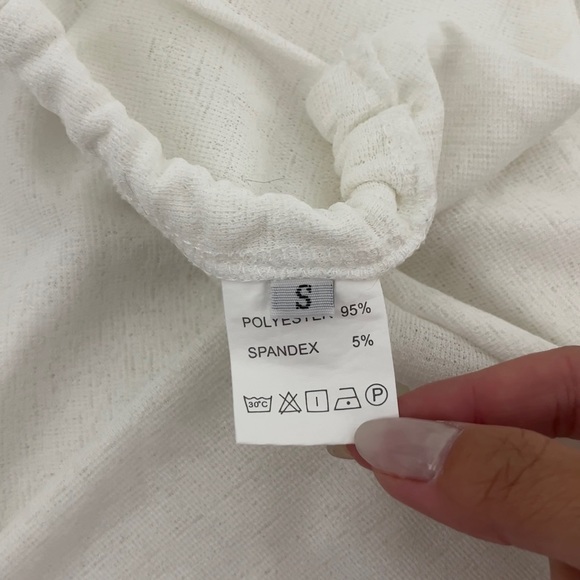 S
POLYESTER 95%
SPANDEX 5%
30°C P